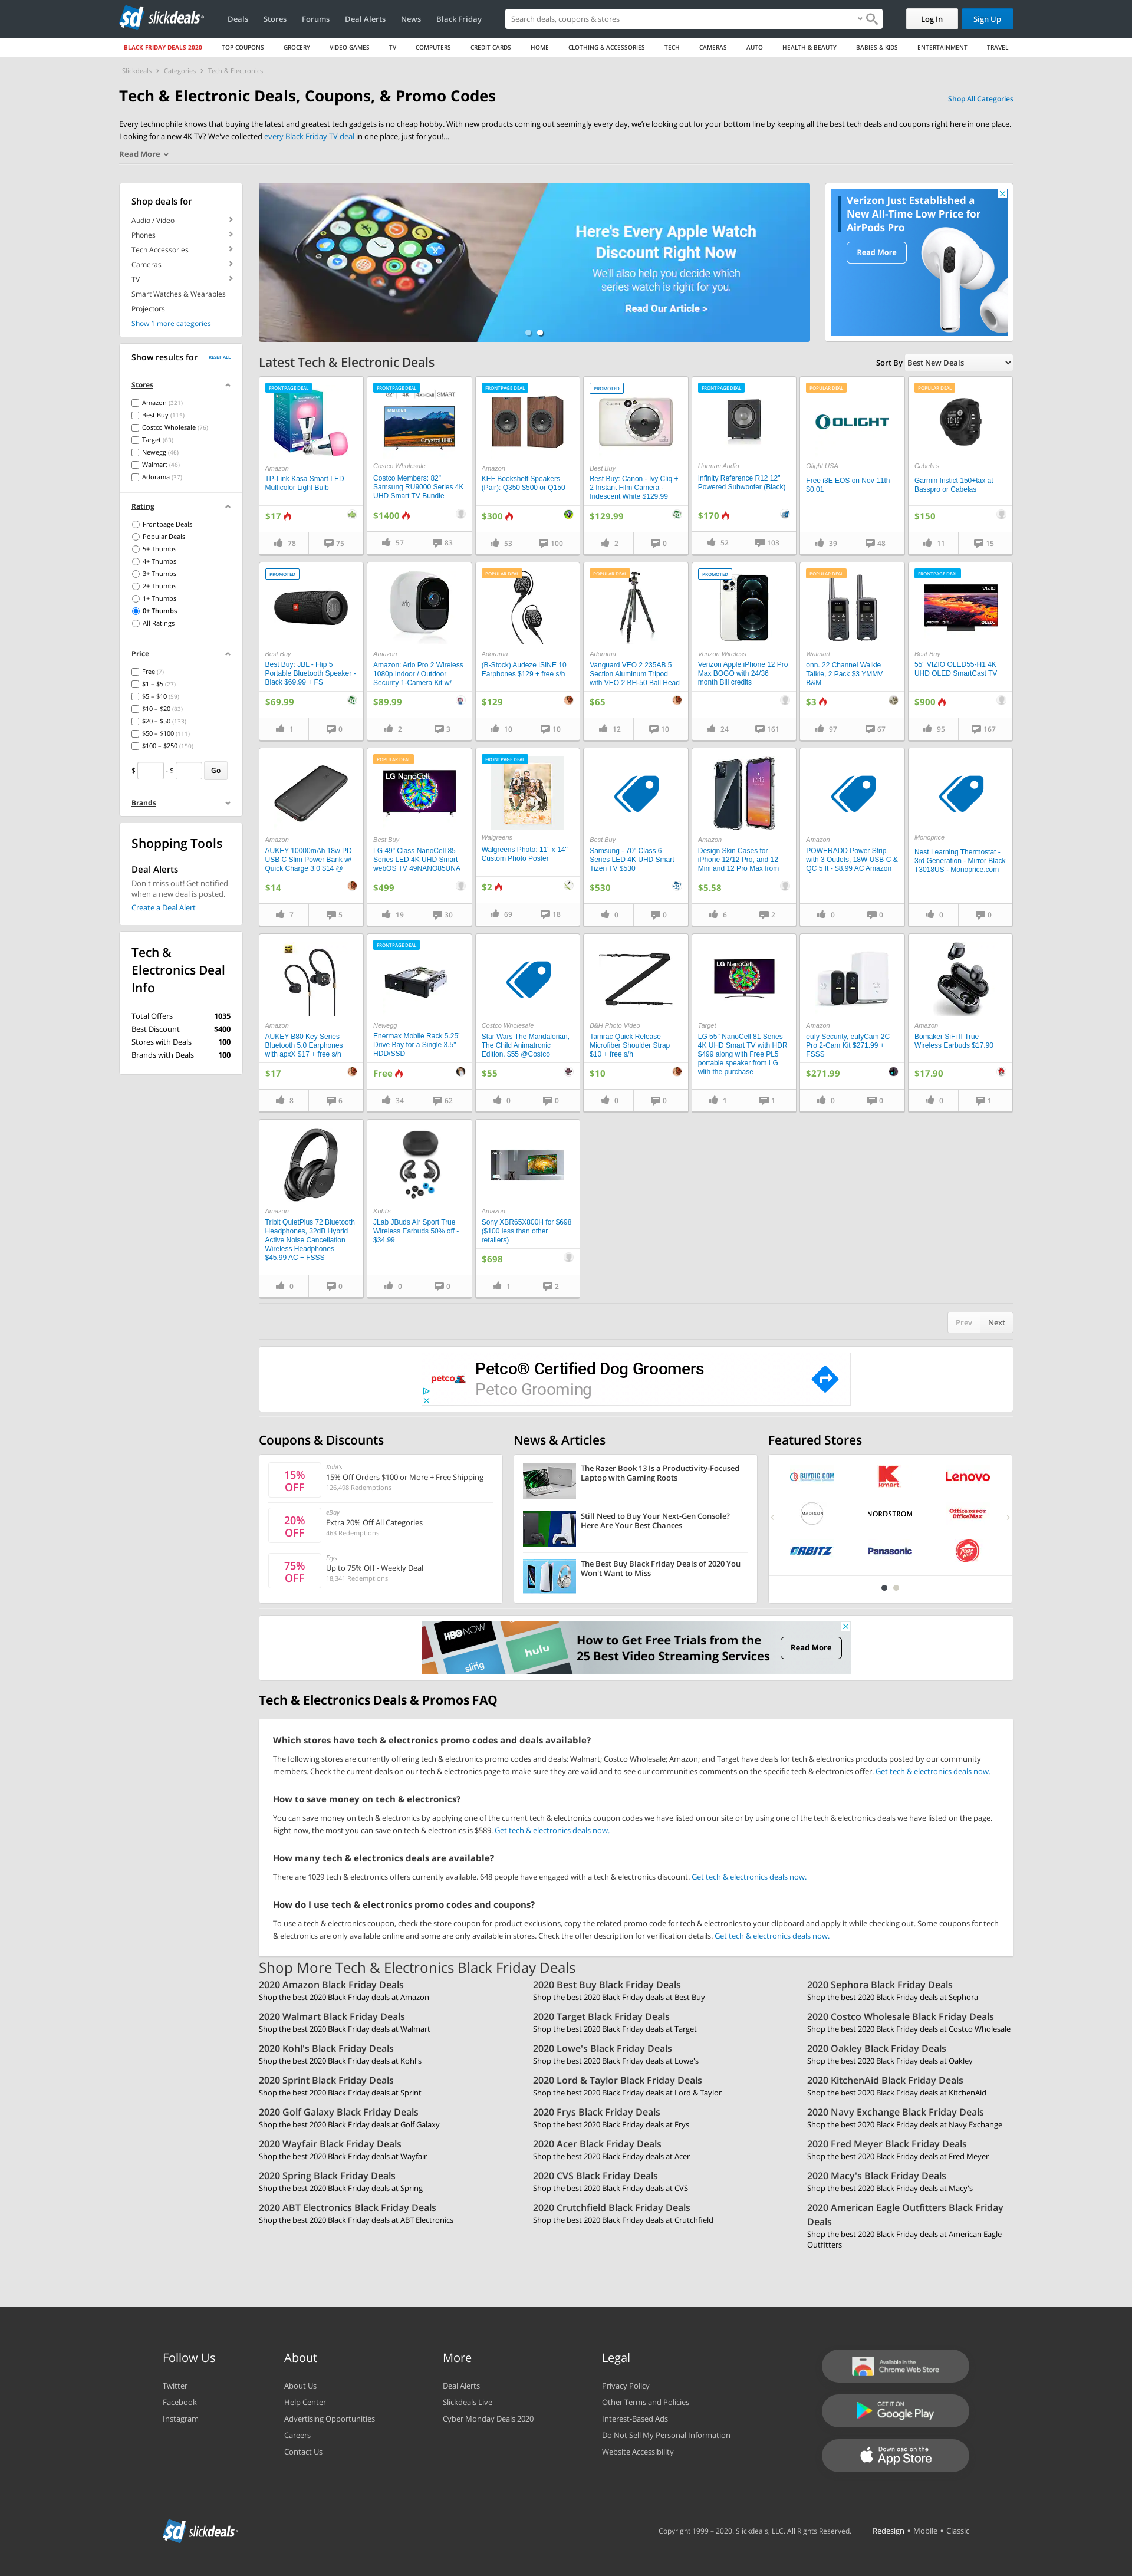 sd slickdeals
Deals Stores Forums Deal Alerts News Black Friday
Search deals, coupons & stores
Log In
Sign Up
BLACK FRIDAY DEALS 2020 TOP COUPONS GROCERY VIDEO GAMES TV COMPUTERS CREDIT CARDS HOME CLOTHING & ACCESSORIES TECH CAMERAS AUTO HEALTH & BEAUTY BABIES & KIDS ENTERTAINMENT TRAVEL
Slickdeals > Categories > Tech & Electronics
Tech & Electronic Deals, Coupons, & Promo Codes
Shop All Categories
Every technophile knows that buying the latest and greatest tech gadgets is no cheap hobby. With new products coming out seemingly every day, we're looking out for your bottom line by keeping all the best tech deals and coupons right here in one place.
Looking for a new 4K TV? We've collected every Black Friday TV deal in one place, just for you!...
Read More
Shop deals for
Audio / Video
Phones
Tech Accessories
Cameras
TV
Smart Watches & Wearables
Projectors
Show 1 more categories
Here's Every Apple Watch
Discount Right Now
We'll also help you decide which
series watch is right for you.
Read Our Article >
Verizon Just Established a
New All-Time Low Price for
AirPods Pro
Read More
Show results for RESET ALL
Stores
Amazon (321)
Best Buy (115)
Costco Wholesale (76)
Target (63)
Newegg (46)
Walmart (46)
Adorama (37)
Rating
Frontpage Deals
Popular Deals
5+ Thumbs
4+ Thumbs
3+ Thumbs
2+ Thumbs
1+ Thumbs
0+ Thumbs
All Ratings
Price
Free (7)
$1 – $5 (27)
$5 – $10 (59)
$10 – $20 (83)
$20 – $50 (133)
$50 – $100 (111)
$100 – $250 (150)
$ - $ Go
Brands
Shopping Tools
Deal Alerts
Don't miss out! Get notified
when a new deal is posted.
Create a Deal Alert
Tech &
Electronics Deal
Info
Total Offers 1035
Best Discount $400
Stores with Deals 100
Brands with Deals 100
Latest Tech & Electronic Deals
Sort By Best New Deals
FRONTPAGE DEAL
Amazon
TP-Link Kasa Smart LED
Multicolor Light Bulb
$17
78 75
FRONTPAGE DEAL
Crystal UHD
Costco Wholesale
Costco Members: 82"
Samsung RU9000 Series 4K
UHD Smart TV Bundle
$1400
57 83
FRONTPAGE DEAL
Amazon
KEF Bookshelf Speakers
(Pair): Q350 $500 or Q150
$300
53 100
PROMOTED
Best Buy
Best Buy: Canon - Ivy Cliq +
2 Instant Film Camera -
Iridescent White $129.99
$129.99
2 0
FRONTPAGE DEAL
Harman Audio
Infinity Reference R12 12"
Powered Subwoofer (Black)
$170
52 103
POPULAR DEAL
OLIGHT
Olight USA
Free i3E EOS on Nov 11th
$0.01
39 48
POPULAR DEAL
Cabela's
Garmin Instict 150+tax at
Basspro or Cabelas
$150
11 15
PROMOTED
Best Buy
Best Buy: JBL - Flip 5
Portable Bluetooth Speaker -
Black $69.99 + FS
$69.99
1 0
Amazon
Amazon: Arlo Pro 2 Wireless
1080p Indoor / Outdoor
Security 1-Camera Kit w/
$89.99
2 3
POPULAR DEAL
Adorama
(B-Stock) Audeze iSINE 10
Earphones $129 + free s/h
$129
10 10
POPULAR DEAL
Adorama
Vanguard VEO 2 235AB 5
Section Aluminum Tripod
with VEO 2 BH-50 Ball Head
$65
12 10
PROMOTED
Verizon Wireless
Verizon Apple iPhone 12 Pro
Max BOGO with 24/36
month Bill credits
24 161
POPULAR DEAL
Walmart
onn. 22 Channel Walkie
Talkie, 2 Pack $3 YMMV
B&M
$3
97 67
FRONTPAGE DEAL
VIZIO
Best Buy
55" VIZIO OLED55-H1 4K
UHD OLED SmartCast TV
$900
95 167
Amazon
AUKEY 10000mAh 18w PD
USB C Slim Power Bank w/
Quick Charge 3.0 $14 @
$14
7 5
POPULAR DEAL
LG NanoCell
Best Buy
LG 49" Class NanoCell 85
Series LED 4K UHD Smart
webOS TV 49NANO85UNA
$499
19 30
FRONTPAGE DEAL
Walgreens
Walgreens Photo: 11" x 14"
Custom Photo Poster
$2
69 18
Best Buy
Samsung - 70" Class 6
Series LED 4K UHD Smart
Tizen TV $530
$530
0 0
Amazon
Design Skin Cases for
iPhone 12/12 Pro, and 12
Mini and 12 Pro Max from
$5.58
6 2
Amazon
POWERADD Power Strip
with 3 Outlets, 18W USB C &
QC 5 ft - $8.99 AC Amazon
0 0
Monoprice
Nest Learning Thermostat -
3rd Generation - Mirror Black
T3018US - Monoprice.com
0 0
Amazon
AUKEY B80 Key Series
Bluetooth 5.0 Earphones
with apxX $17 + free s/h
$17
8 6
FRONTPAGE DEAL
Newegg
Enermax Mobile Rack 5.25"
Drive Bay for a Single 3.5"
HDD/SSD
Free
34 62
Costco Wholesale
Star Wars The Mandalorian,
The Child Animatronic
Edition. $55 @Costco
$55
0 0
B&H Photo Video
Tamrac Quick Release
Microfiber Shoulder Strap
$10 + free s/h
$10
0 0
LG NanoCell
Target
LG 55" NanoCell 81 Series
4K UHD Smart TV with HDR
$499 along with Free PL5
portable speaker from LG
with the purchase
1 1
Amazon
eufy Security, eufyCam 2C
Pro 2-Cam Kit $271.99 +
FSSS
$271.99
0 0
Amazon
Bomaker SiFi II True
Wireless Earbuds $17.90
$17.90
0 1
Amazon
Tribit QuietPlus 72 Bluetooth
Headphones, 32dB Hybrid
Active Noise Cancellation
Wireless Headphones
$45.99 AC + FSSS
0 0
Kohl's
JLab JBuds Air Sport True
Wireless Earbuds 50% off -
$34.99
0 0
Amazon
Sony XBR65X800H for $698
($100 less than other
retailers)
$698
1 2
Prev Next
petco
Petco® Certified Dog Groomers
Petco Grooming
Coupons & Discounts
15%
OFF
Kohl's
15% Off Orders $100 or More + Free Shipping
126,498 Redemptions
20%
OFF
eBay
Extra 20% Off All Categories
463 Redemptions
75%
OFF
Frys
Up to 75% Off - Weekly Deal
18,341 Redemptions
News & Articles
The Razor Book 13 Is a Productivity-Focused
Laptop with Gaming Roots
Still Need to Buy Your Next-Gen Console?
Here Are Your Best Chances
The Best Buy Black Friday Deals of 2020 You
Won't Want to Miss
Featured Stores
BUYDIG.COM
kmart
Lenovo
MADISON
NORDSTROM
Office DEPOT
OfficeMax
ORBITZ
Panasonic
HBO NOW
sling
hulu
How to Get Free Trials from the
25 Best Video Streaming Services
Read More
Tech & Electronics Deals & Promos FAQ
Which stores have tech & electronics promo codes and deals available?
The following stores are currently offering tech & electronics promo codes and deals: Walmart; Costco Wholesale; Amazon; and Target have deals for tech & electronics products posted by our community
members. Check the current deals on our tech & electronics page to make sure they are valid and to see our communities comments on the specific tech & electronics offer. Get tech & electronics deals now.
How to save money on tech & electronics?
You can save money on tech & electronics by applying one of the current tech & electronics coupon codes we have listed on our site or by using one of the tech & electronics deals we have listed on the page.
Right now, the most you can save on tech & electronics is $589. Get tech & electronics deals now.
How many tech & electronics deals are available?
There are 1029 tech & electronics offers currently available. 648 people have engaged with a tech & electronics discount. Get tech & electronics deals now.
How do I use tech & electronics promo codes and coupons?
To use a tech & electronics coupon, check the store coupon for product exclusions, copy the related promo code for tech & electronics to your clipboard and apply it while checking out. Some coupons for tech
& electronics are only available online and some are only available in stores. Check the offer description for verification details. Get tech & electronics deals now.
Shop More Tech & Electronics Black Friday Deals
2020 Amazon Black Friday Deals
Shop the best 2020 Black Friday deals at Amazon
2020 Best Buy Black Friday Deals
Shop the best 2020 Black Friday deals at Best Buy
2020 Sephora Black Friday Deals
Shop the best 2020 Black Friday deals at Sephora
2020 Walmart Black Friday Deals
Shop the best 2020 Black Friday deals at Walmart
2020 Target Black Friday Deals
Shop the best 2020 Black Friday deals at Target
2020 Costco Wholesale Black Friday Deals
Shop the best 2020 Black Friday deals at Costco Wholesale
2020 Kohl's Black Friday Deals
Shop the best 2020 Black Friday deals at Kohl's
2020 Lowe's Black Friday Deals
Shop the best 2020 Black Friday deals at Lowe's
2020 Oakley Black Friday Deals
Shop the best 2020 Black Friday deals at Oakley
2020 Sprint Black Friday Deals
Shop the best 2020 Black Friday deals at Sprint
2020 Lord & Taylor Black Friday Deals
Shop the best 2020 Black Friday deals at Lord & Taylor
2020 KitchenAid Black Friday Deals
Shop the best 2020 Black Friday deals at KitchenAid
2020 Golf Galaxy Black Friday Deals
Shop the best 2020 Black Friday deals at Golf Galaxy
2020 Frys Black Friday Deals
Shop the best 2020 Black Friday deals at Frys
2020 Navy Exchange Black Friday Deals
Shop the best 2020 Black Friday deals at Navy Exchange
2020 Wayfair Black Friday Deals
Shop the best 2020 Black Friday deals at Wayfair
2020 Acer Black Friday Deals
Shop the best 2020 Black Friday deals at Acer
2020 Fred Meyer Black Friday Deals
Shop the best 2020 Black Friday deals at Fred Meyer
2020 Spring Black Friday Deals
Shop the best 2020 Black Friday deals at Spring
2020 CVS Black Friday Deals
Shop the best 2020 Black Friday deals at CVS
2020 Macy's Black Friday Deals
Shop the best 2020 Black Friday deals at Macy's
2020 ABT Electronics Black Friday Deals
Shop the best 2020 Black Friday deals at ABT Electronics
2020 Crutchfield Black Friday Deals
Shop the best 2020 Black Friday deals at Crutchfield
2020 American Eagle Outfitters Black Friday
Deals
Shop the best 2020 Black Friday deals at American Eagle
Outfitters
Follow Us
Twitter
Facebook
Instagram
About
About Us
Help Center
Advertising Opportunities
Careers
Contact Us
More
Deal Alerts
Slickdeals Live
Cyber Monday Deals 2020
Legal
Privacy Policy
Other Terms and Policies
Interest-Based Ads
Do Not Sell My Personal Information
Website Accessibility
Available in the
Chrome Web Store
GET IT ON
Google Play
Download on the
App Store
sd slickdeals
Copyright 1999 – 2020. Slickdeals, LLC. All Rights Reserved. Redesign • Mobile • Classic